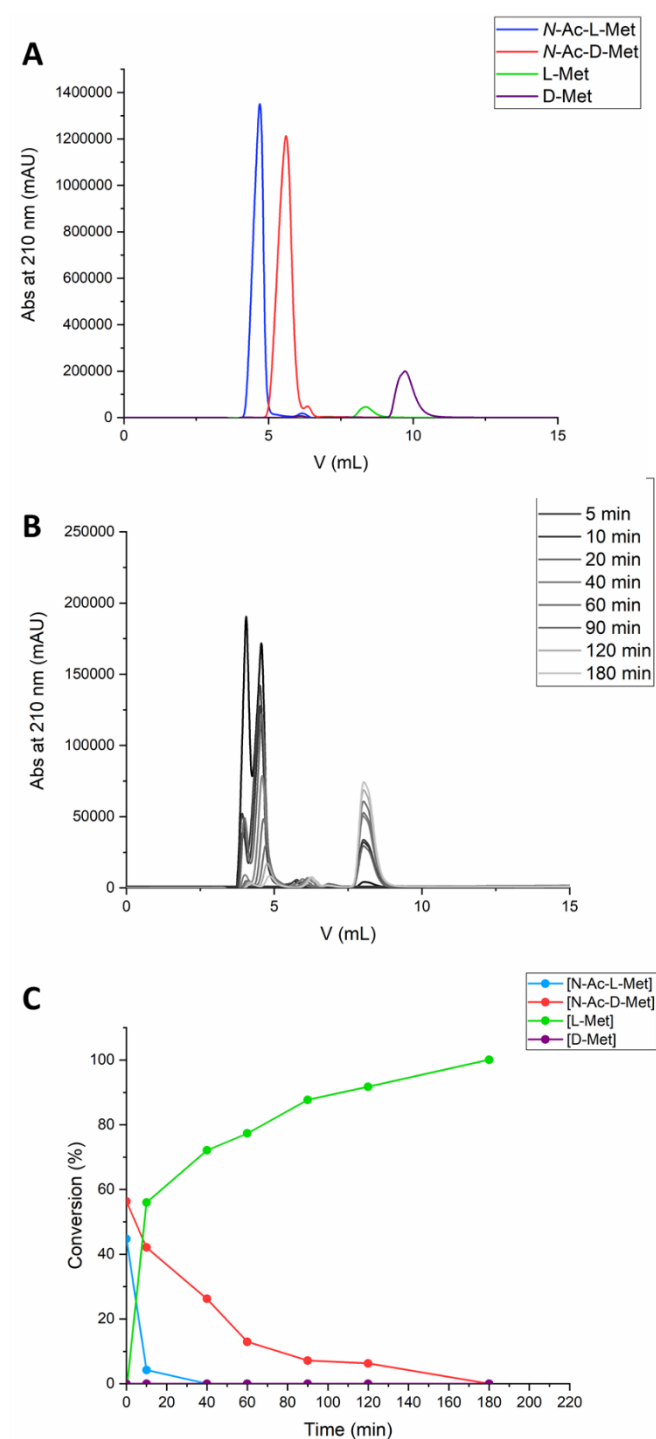 A
N-Ac-L-Met
N-Ac-D-Met
L-Met
D-Met
Abs at 210 nm (mAU)
1400000
1200000
1000000
800000
600000
400000
200000
0
0 5 10 15
V (mL)
B
5 min
10 min
20 min
40 min
60 min
90 min
120 min
180 min
Abs at 210 nm (mAU)
250000
200000
150000
100000
50000
0
0 5 10 15
V (mL)
C
[N-Ac-L-Met]
[N-Ac-D-Met]
[L-Met]
[D-Met]
Conversion (%)
100
80
60
40
20
0
0 20 40 60 80 100 120 140 160 180 200 220
Time (min)